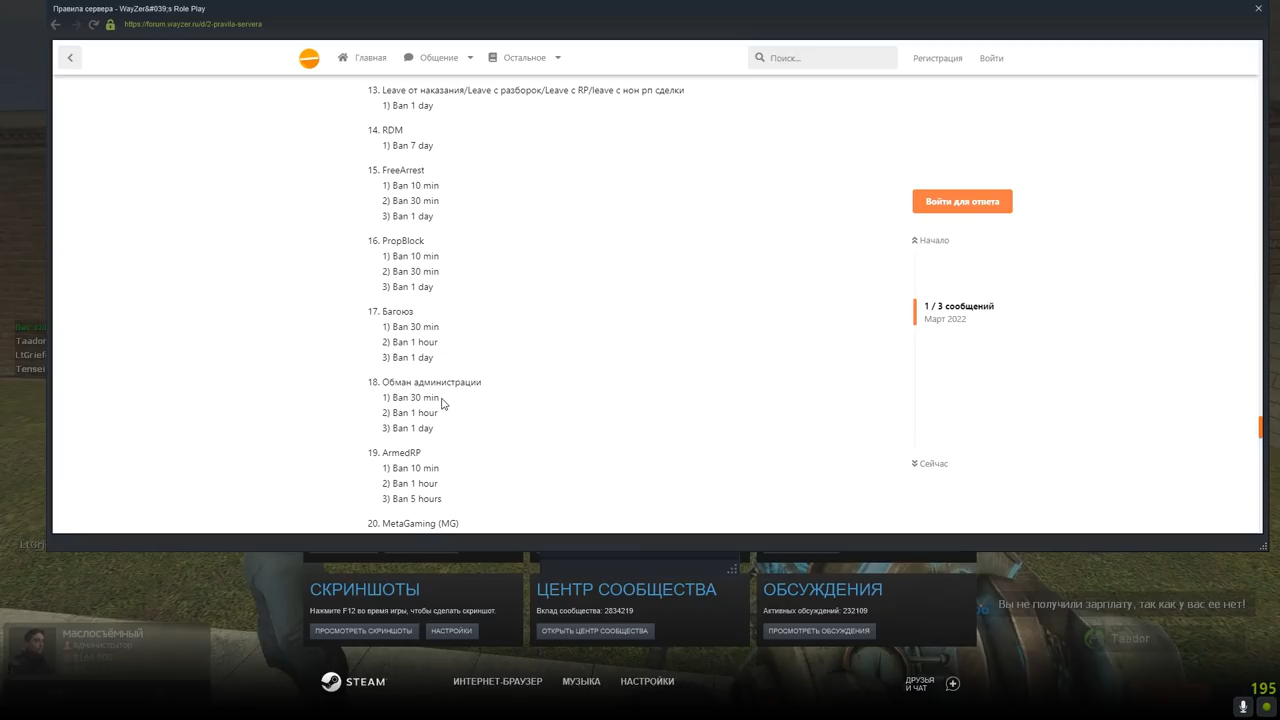 Правила сервера - WayZer&#039;s Role Play
https://forum.wayzer.ru/d/2-pravila-servera
Главная
Общение
Остальное
Поиск...
Регистрация
Войти
13. Leave от наказания/Leave с разборок/Leave с RP/leave с нон рп сделки
1) Ban 1 day
14. RDM
1) Ban 7 day
15. FreeArrest
1) Ban 10 min
2) Ban 30 min
3) Ban 1 day
16. PropBlock
1) Ban 10 min
2) Ban 30 min
3) Ban 1 day
17. Багоюз
1) Ban 30 min
2) Ban 1 hour
3) Ban 1 day
18. Обман администрации
1) Ban 30 min
2) Ban 1 hour
3) Ban 1 day
19. ArmedRP
1) Ban 10 min
2) Ban 1 hour
3) Ban 5 hours
20. MetaGaming (MG)
Войти для ответа
Начало
1 / 3 сообщений
Март 2022
Сейчас
Taador
LtGrief
Tensei
СКРИНШОТЫ
Нажмите F12 во время игры, чтобы сделать скриншот.
ПРОСМОТРЕТЬ СКРИНШОТЫ
НАСТРОЙКИ
ЦЕНТР СООБЩЕСТВА
Вклад сообщества: 2834219
ОТКРЫТЬ ЦЕНТР СООБЩЕСТВА
ОБСУЖДЕНИЯ
Активных обсуждений: 232109
ПРОСМОТРЕТЬ ОБСУЖДЕНИЯ
Вы не получили зарплату, так как у вас ее нет!
маслосъёмный
Администратор
Taador
STEAM
ИНТЕРНЕТ-БРАУЗЕР
МУЗЫКА
НАСТРОЙКИ
ДРУЗЬЯ
И ЧАТ
195